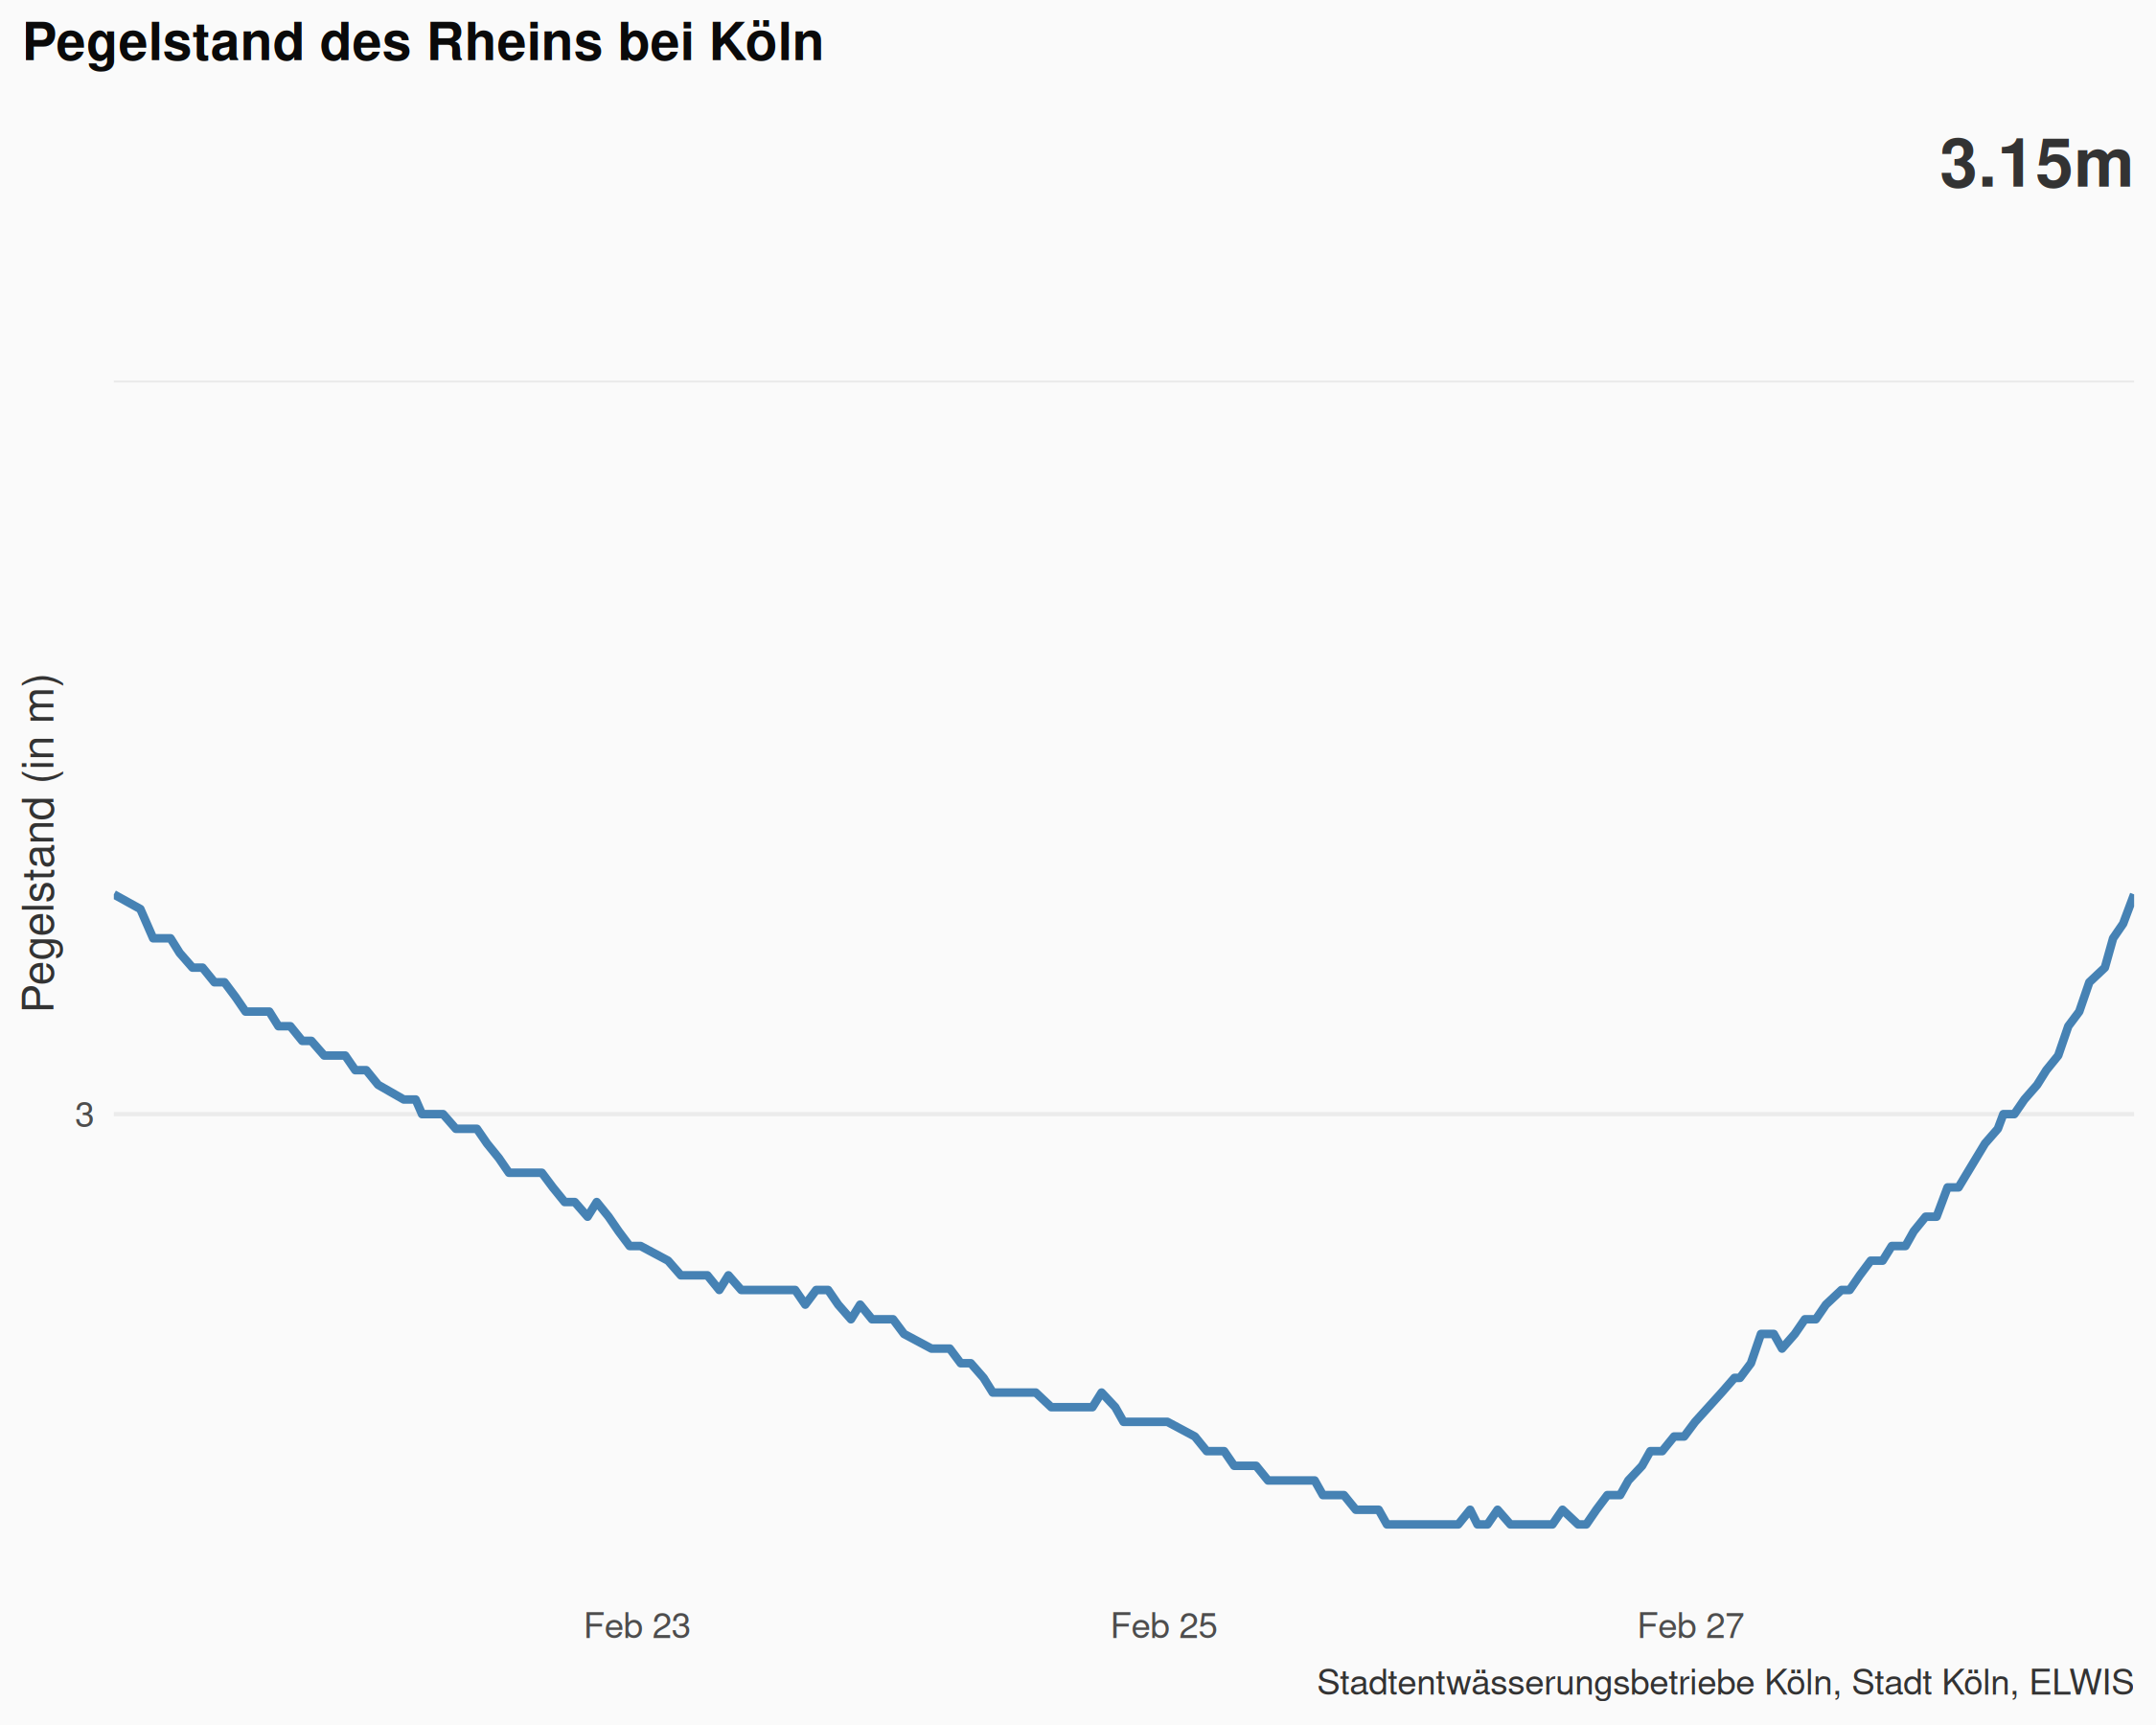 Pegelstand des Rheins bei Köln
3.15m
Pegelstand (in m)
3
Feb 23
Feb 25
Feb 27
Stadtentwässerungsbetriebe Köln, Stadt Köln, ELWIS